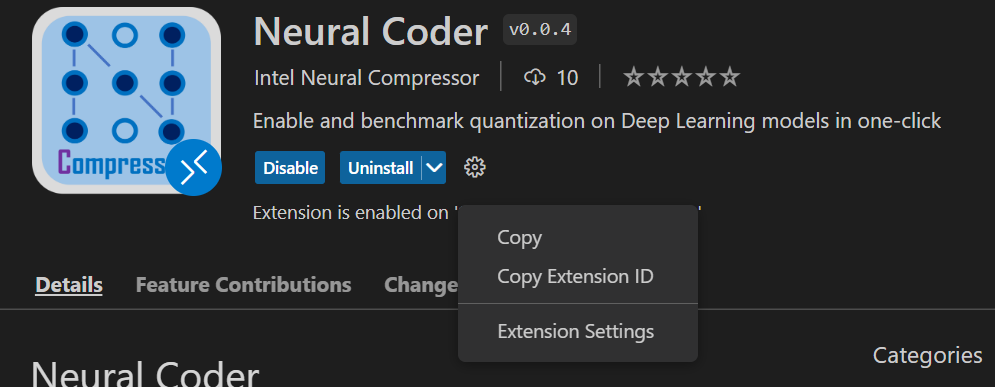 Neural Coder v0.0.4
Intel Neural Compressor 10
Enable and benchmark quantization on Deep Learning models in one-click
Compress
Disable Uninstall
Extension is enabled on ' '
Copy
Copy Extension ID
Extension Settings
Details Feature Contributions Change
Neural Coder
Categories